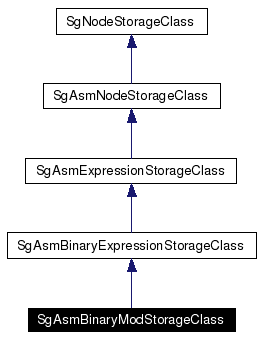 SgNodeStorageClass
SgAsmNodeStorageClass
SgAsmExpressionStorageClass
SgAsmBinaryExpressionStorageClass
SgAsmBinaryModStorageClass